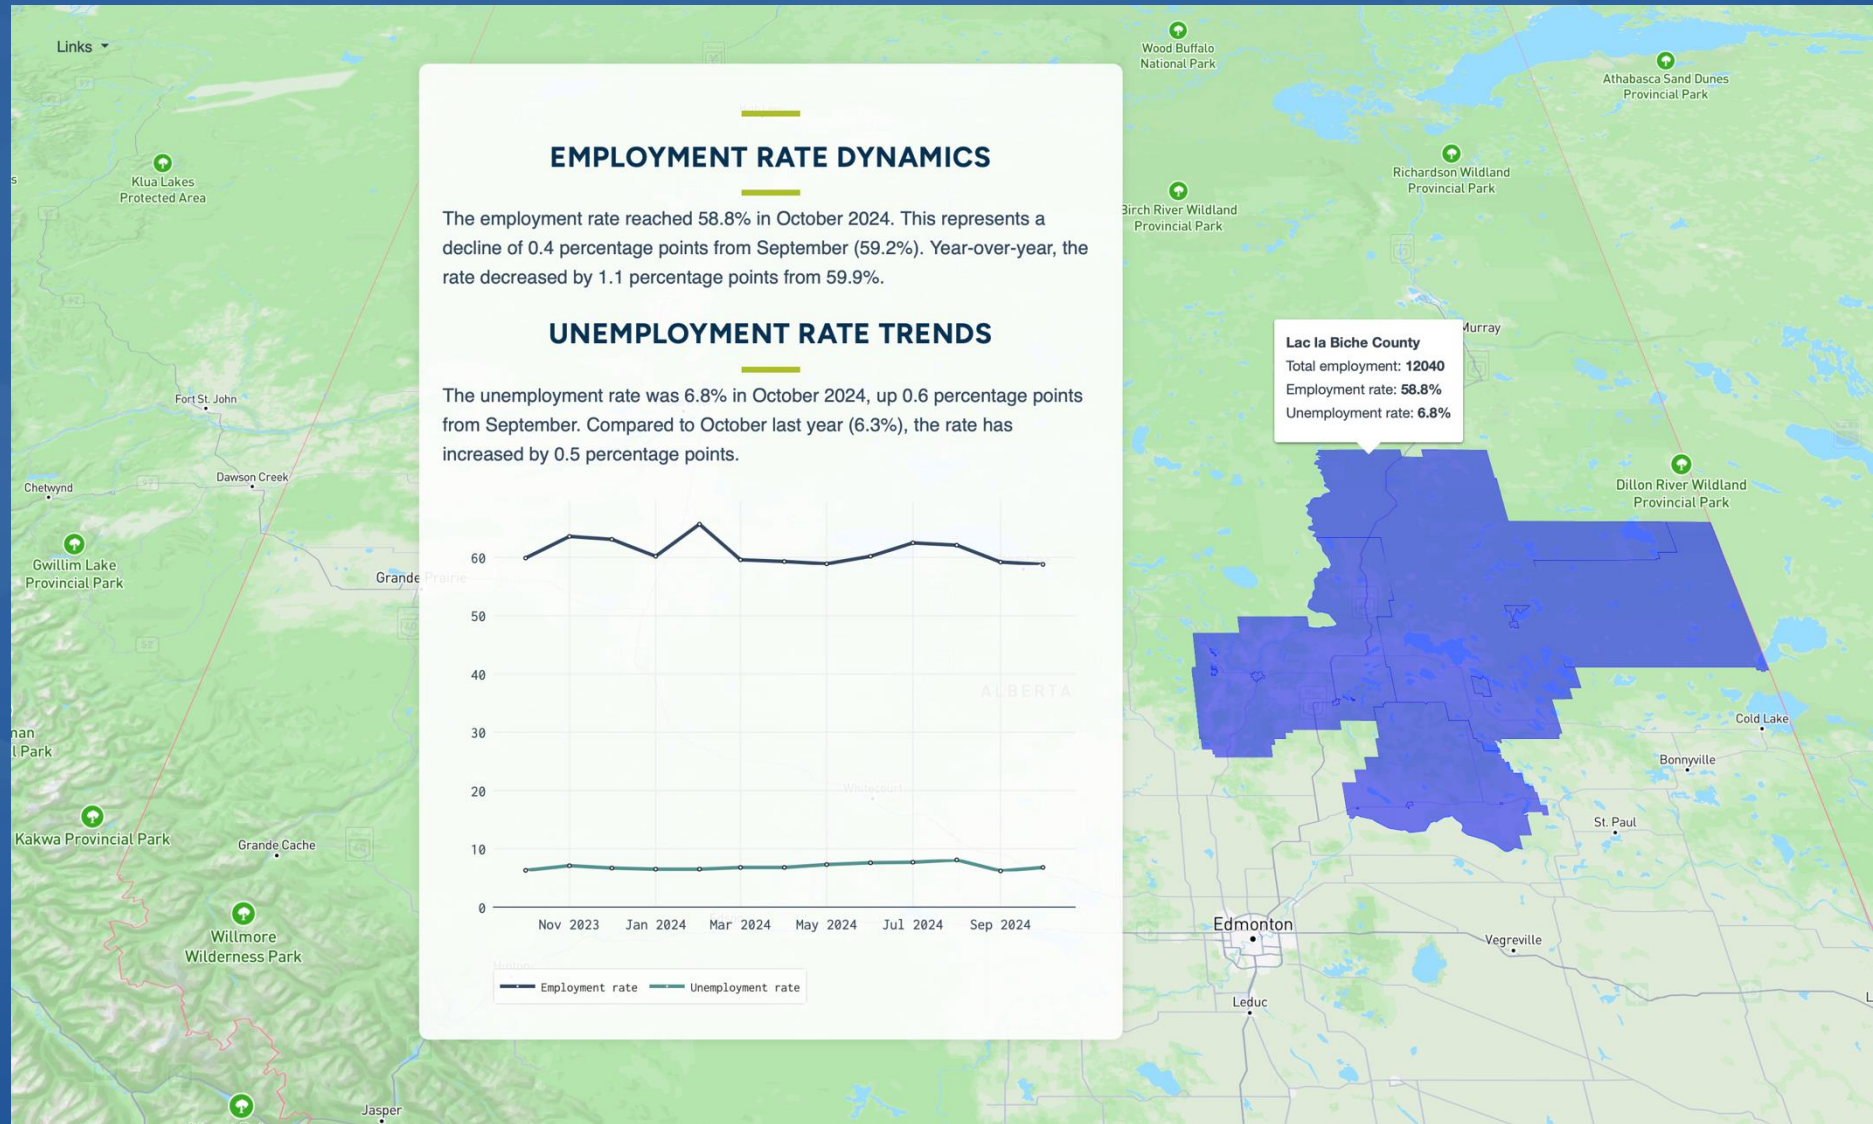 Links
EMPLOYMENT RATE DYNAMICS
The employment rate reached 58.8% in October 2024. This represents a
decline of 0.4 percentage points from September (59.2%). Year-over-year, the
rate decreased by 1.1 percentage points from 59.9%.
UNEMPLOYMENT RATE TRENDS
The unemployment rate was 6.8% in October 2024, up 0.6 percentage points
from September. Compared to October last year (6.3%), the rate has
increased by 0.5 percentage points.
60
50
40
30
20
10
0
Nov 2023 Jan 2024 Mar 2024 May 2024 Jul 2024 Sep 2024
Employment rate Unemployment rate
Lac la Biche County
Total employment: 12040
Employment rate: 58.8%
Unemployment rate: 6.8%
Wood Buffalo
National Park
Athabasca Sand Dunes
Provincial Park
Klua Lakes
Protected Area
Richardson Wildland
Provincial Park
Birch River Wildland
Provincial Park
Murray
Fort St. John
Dawson Creek
Chetwynd
Dillon River Wildland
Provincial Park
Gwillim Lake
Provincial Park
Grande Prairie
ALBERTA
Cold Lake
man
l Park
Bonnyville
Whitecourt
Kakwa Provincial Park
Grande Cache
St. Paul
Willmore
Wilderness Park
Edmonton
Vegreville
Hinton
Leduc
Jasper